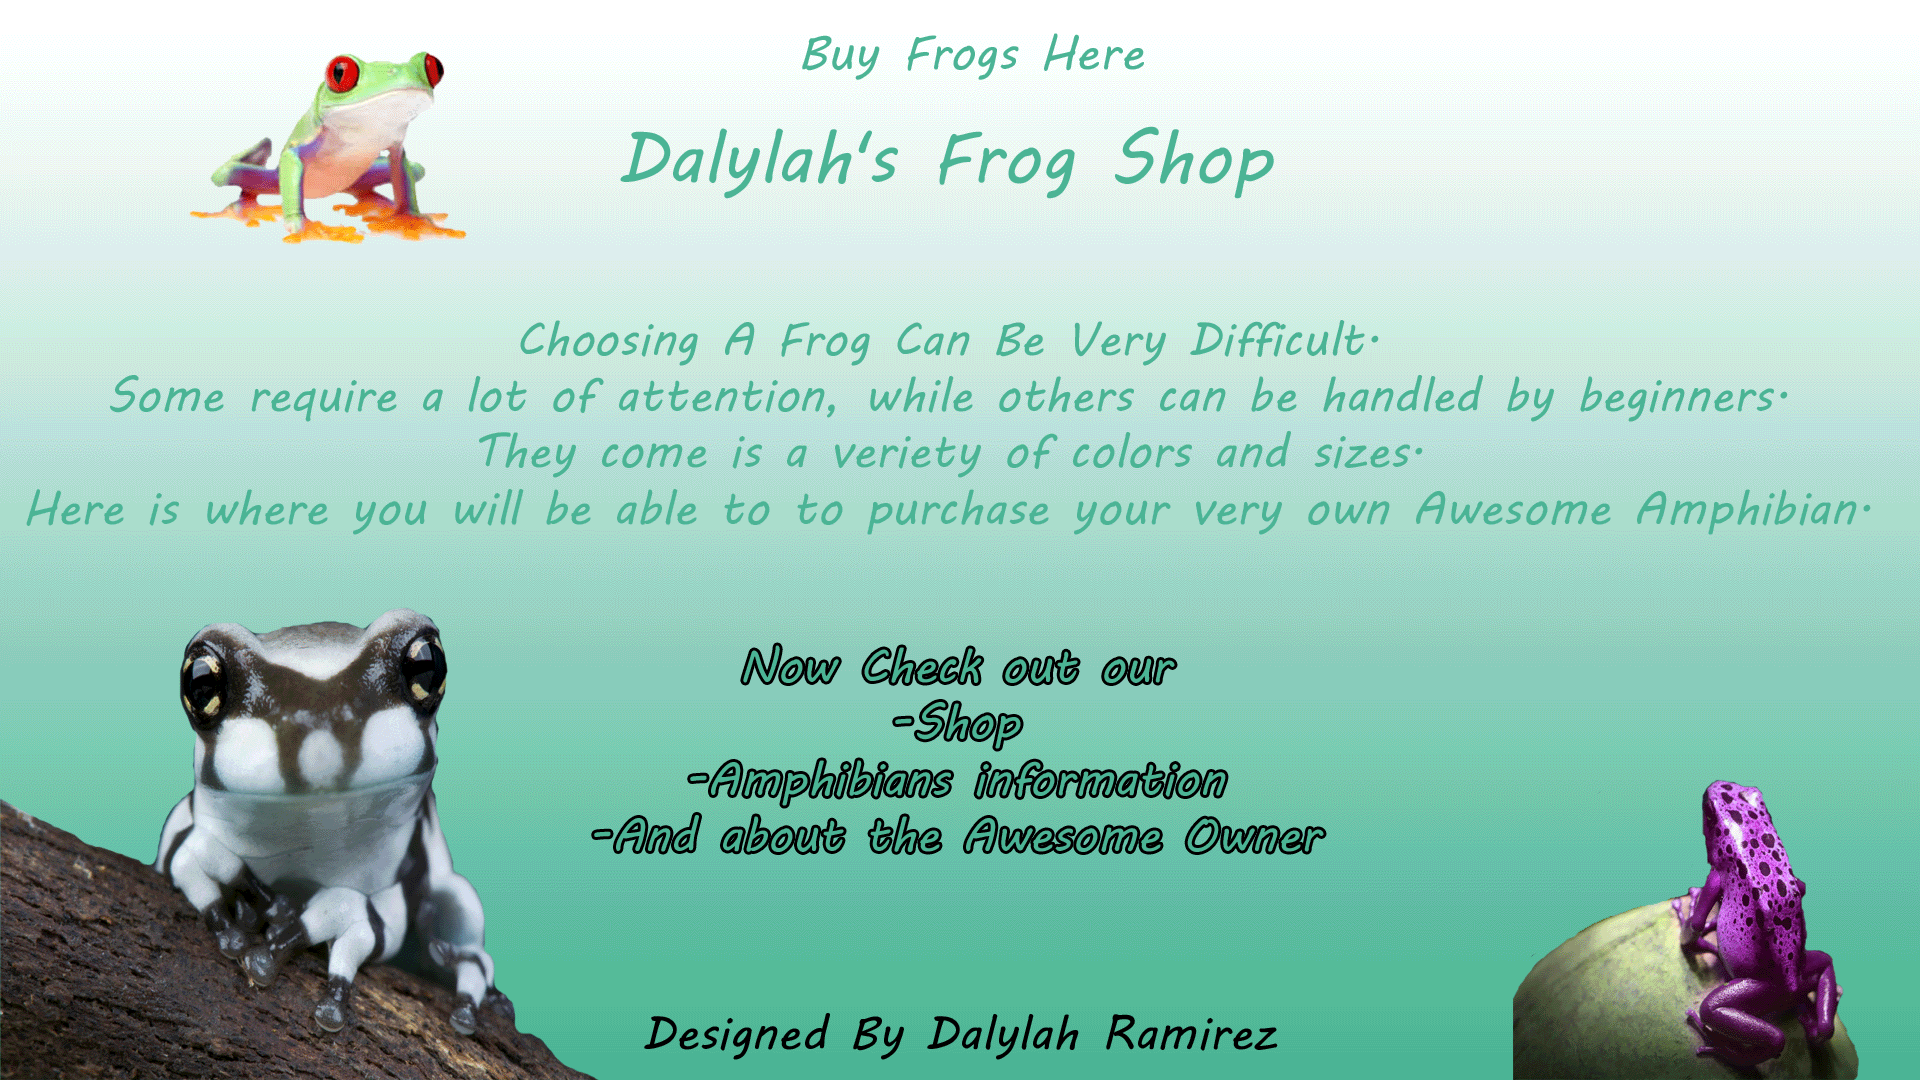 Buy Frogs Here
Dalylah's Frog Shop
Choosing A Frog Can Be Very Difficult.
Some require a lot of attention, while others can be handled by beginners.
They come is a veriety of colors and sizes.
Here is where you will be able to to purchase your very own Awesome Amphibian.
Now Check out our
-Shop
-Amphibians information
-And about the Awesome Owner
Designed By Dalylah Ramirez